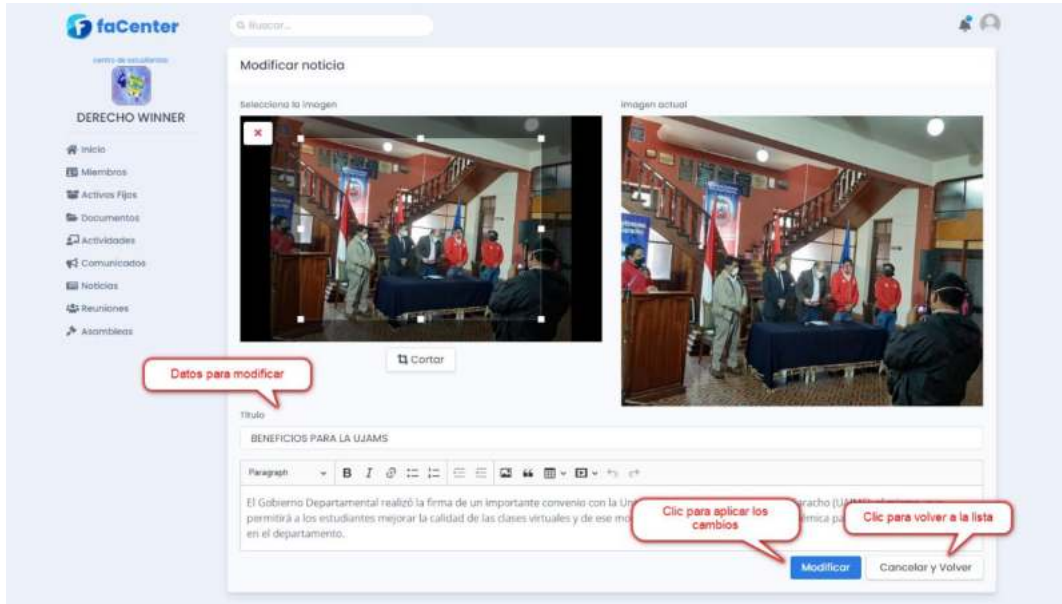 faCenter
Buscar...
centro de estudiantes
DERECHO WINNER
Inicio
Miembros
Activos Fijos
Documentos
Actividades
Comunicados
Noticias
Reuniones
Asambleas
Modificar noticia
Selecciona la imagen
Imagen actual
Cortar
Datos para modificar
Título
BENEFICIOS PARA LA UJAMS
Paragraph
B I
El Gobierno Departamental realizó la firma de un importante convenio con la
permitirá a los estudiantes mejorar la calidad de las clases virtuales y de ese
en el departamento.
Clic para aplicar los
cambios
Clic para volver a la lista
Modificar
Cancelar y Volver